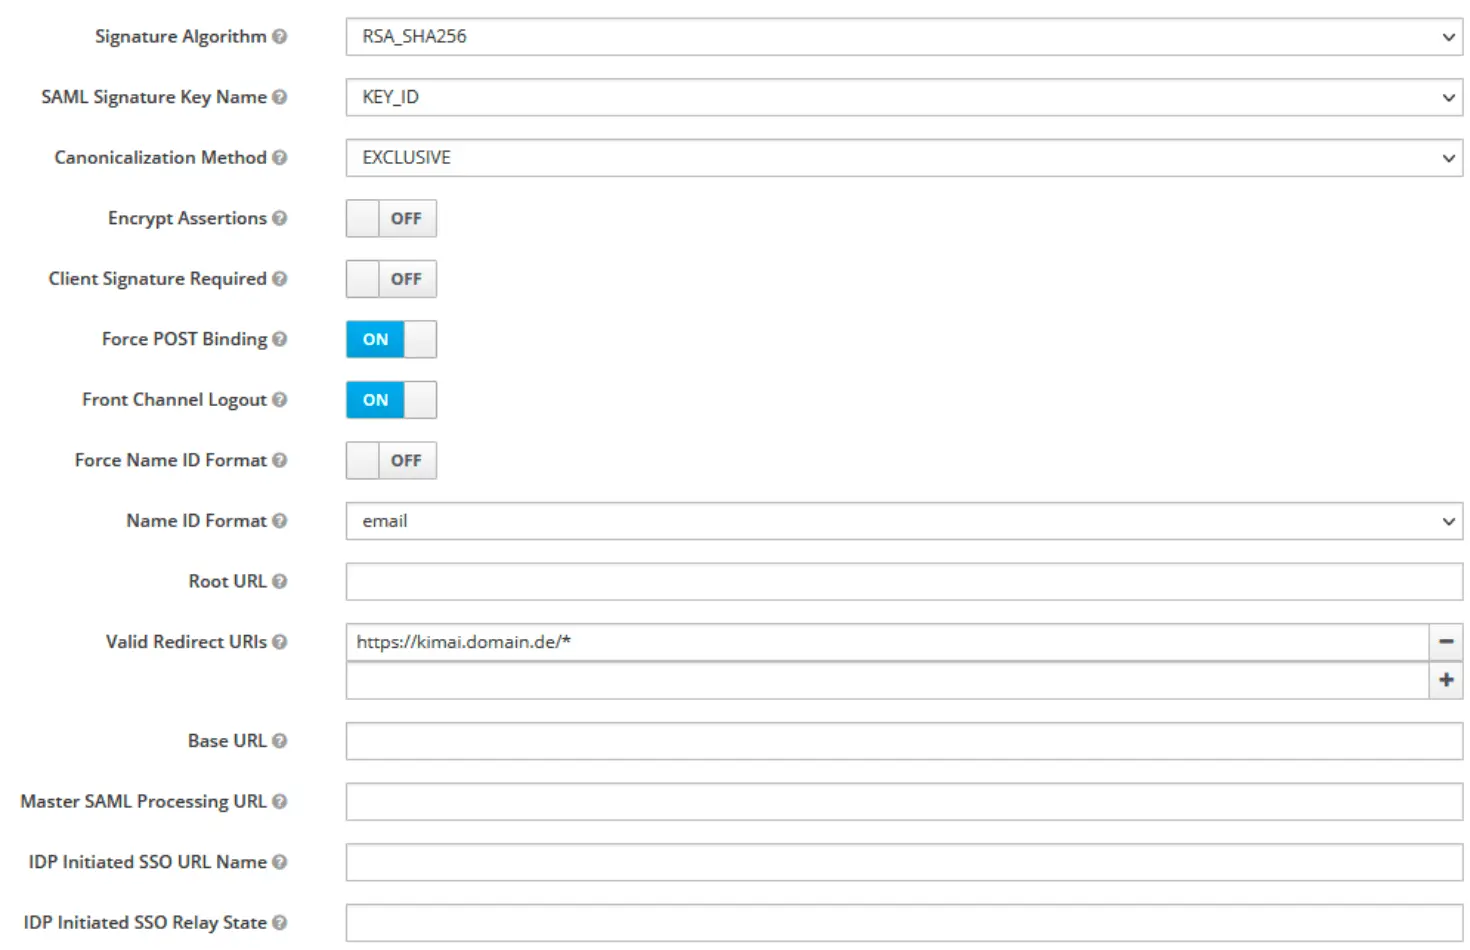 Signature Algorithm RSA_SHA256
SAML Signature Key Name KEY_ID
Canonicalization Method EXCLUSIVE
Encrypt Assertions OFF
Client Signature Required OFF
Force POST Binding ON
Front Channel Logout ON
Force Name ID Format OFF
Name ID Format email
Root URL
Valid Redirect URIs https://kimai.domain.de/*
Base URL
Master SAML Processing URL
IDP Initiated SSO URL Name
IDP Initiated SSO Relay State